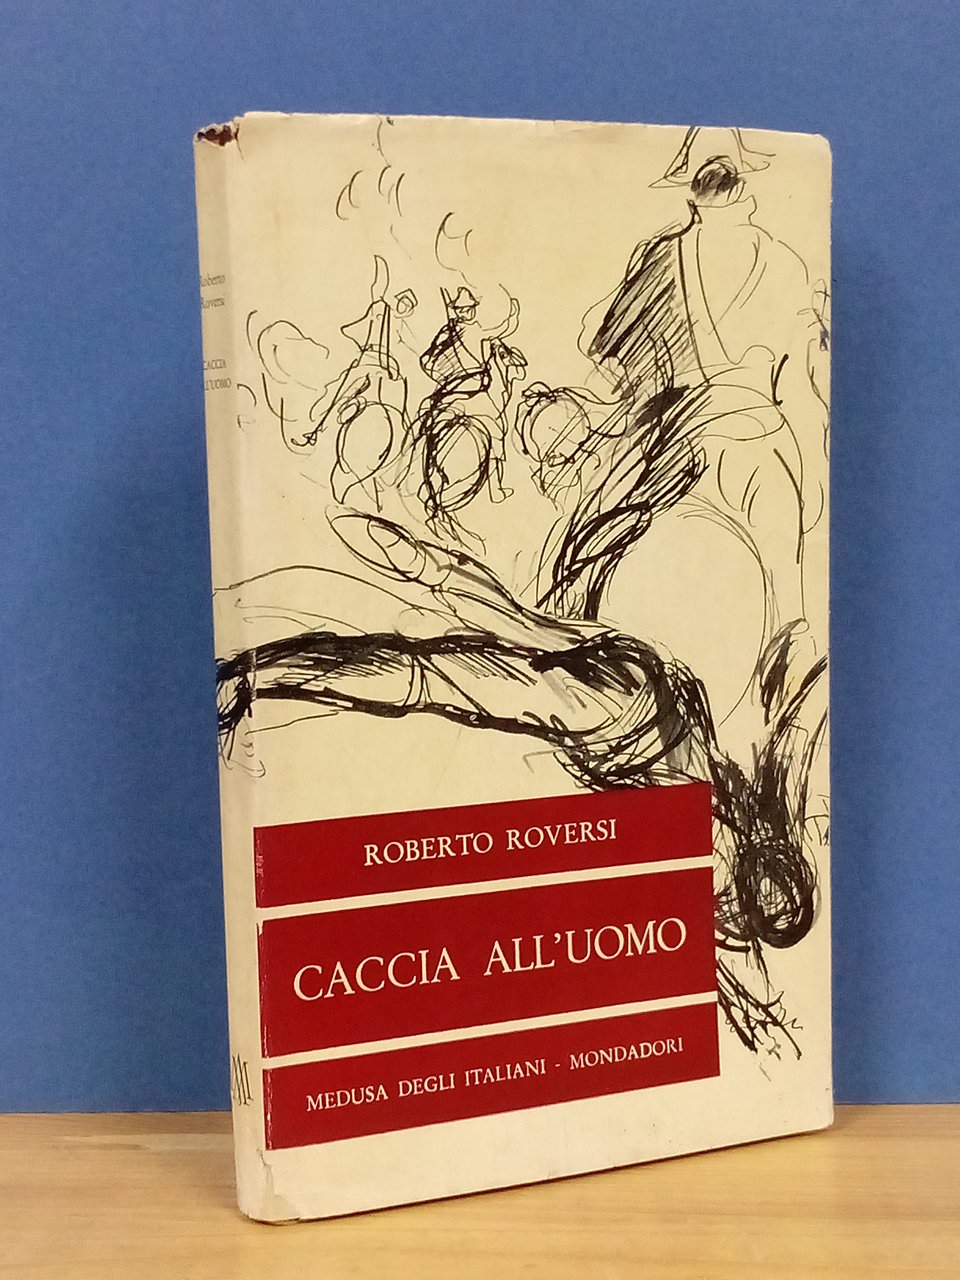 Roberto
Roversi
CACCIA
ALL'UOMO
ROBERTO ROVERSI
CACCIA ALL'UOMO
MEDUSA DEGLI ITALIANI - MONDADORI